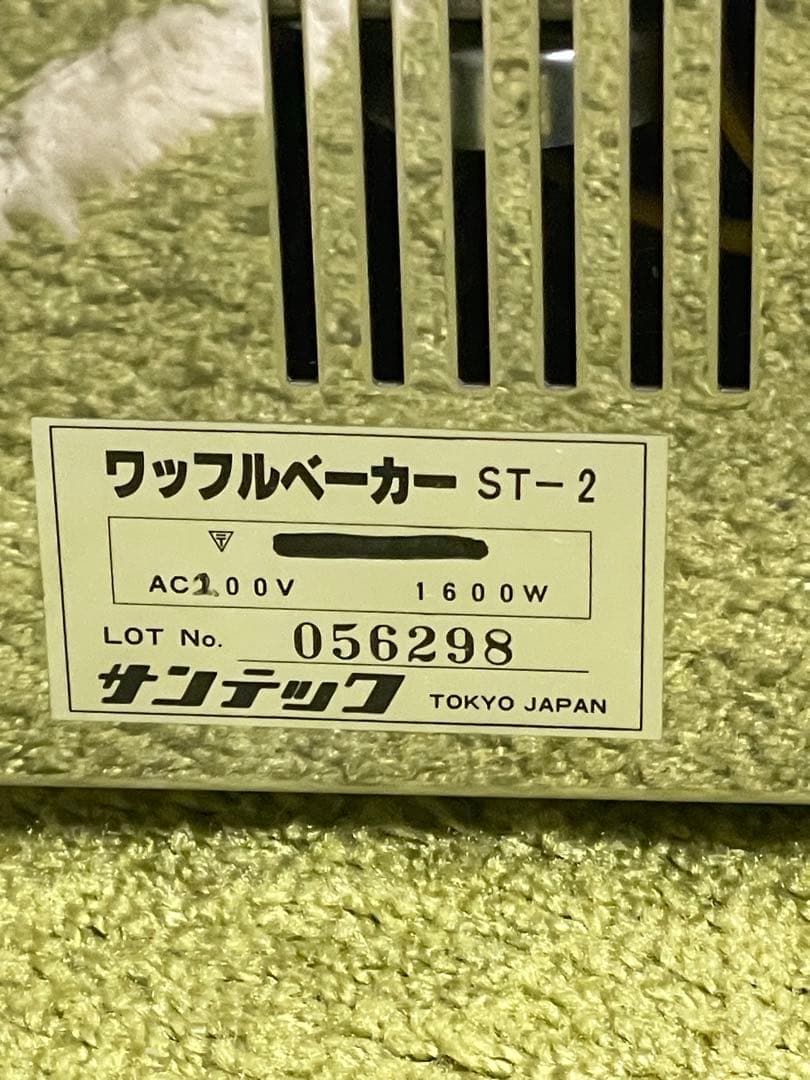 ワッフルベーカー ST-2
AC200V 1600W
LOT No. 056298
サンテック TOKYO JAPAN